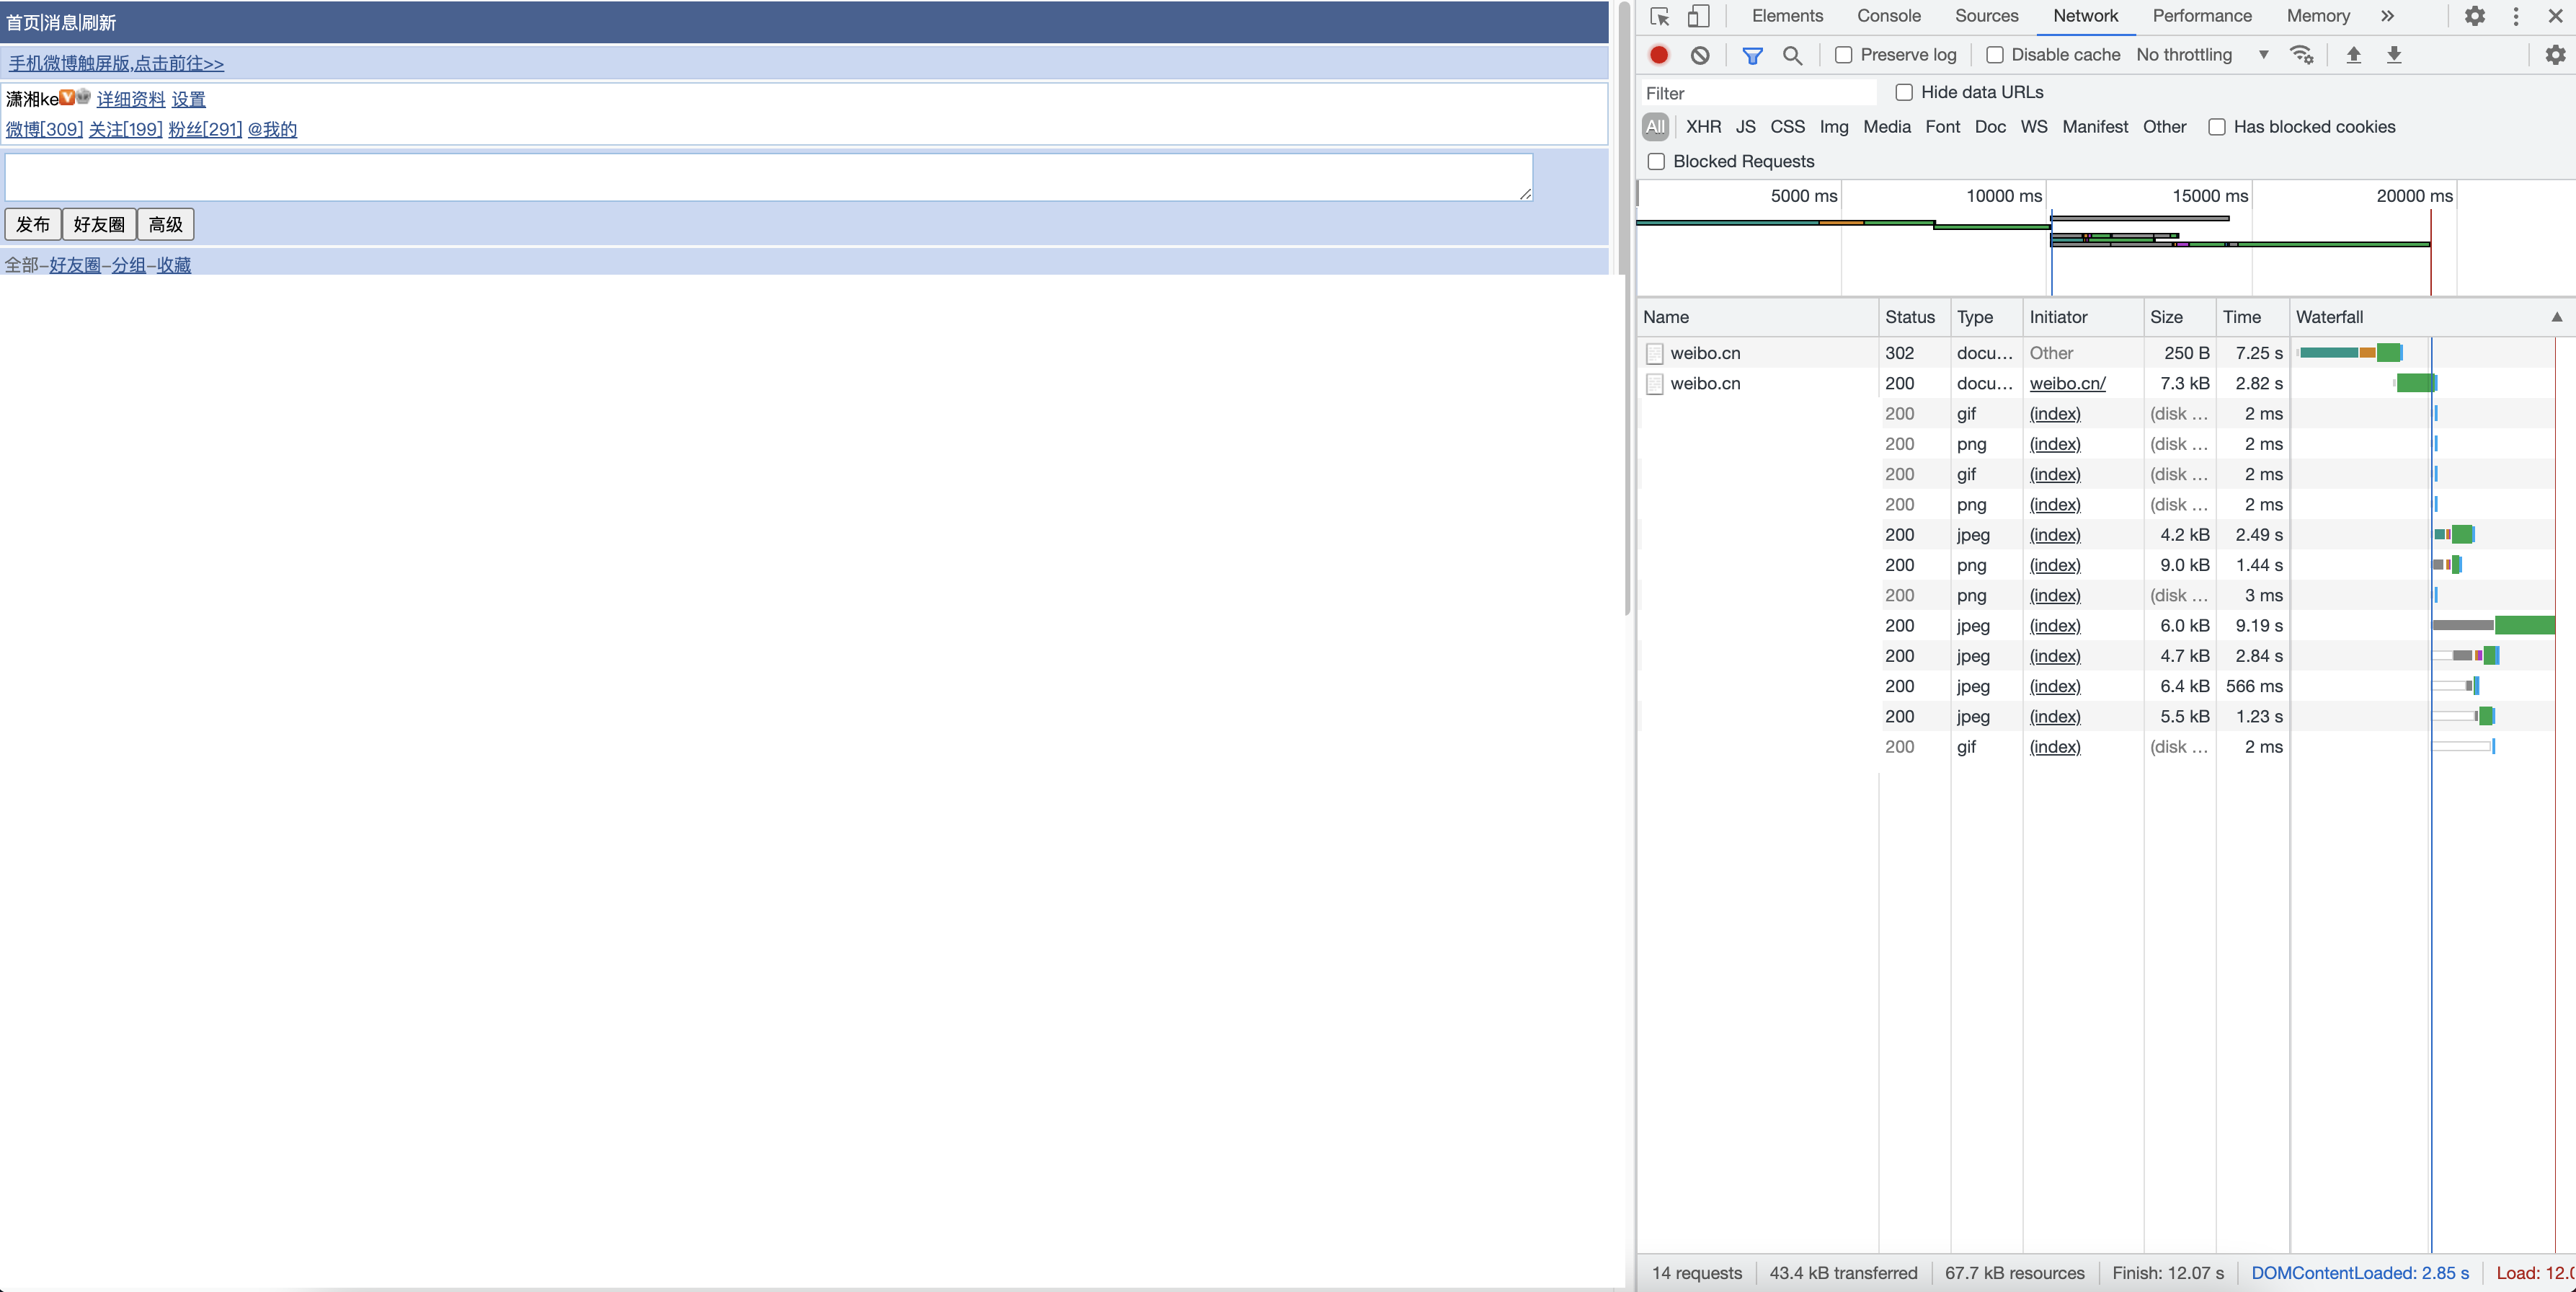 首页|消息|刷新
手机微博触屏版,点击前往>>
潇湘ke 详细资料 设置
微博[309] 关注[199] 粉丝[291] @我的
发布 好友圈 高级
全部-好友圈-分组-收藏
Elements Console Sources Network Performance Memory
Preserve log Disable cache No throttling
Filter Hide data URLs
All XHR JS CSS Img Media Font Doc WS Manifest Other Has blocked cookies
Blocked Requests
5000 ms 10000 ms 15000 ms 20000 ms
Name Status Type Initiator Size Time Waterfall
weibo.cn 302 docu... Other 250 B 7.25 s
weibo.cn 200 docu... weibo.cn/ 7.3 kB 2.82 s
200 gif (index) (disk ... 2 ms
200 png (index) (disk ... 2 ms
200 gif (index) (disk ... 2 ms
200 png (index) (disk ... 2 ms
200 jpeg (index) 4.2 kB 2.49 s
200 png (index) 9.0 kB 1.44 s
200 png (index) (disk ... 3 ms
200 jpeg (index) 6.0 kB 9.19 s
200 jpeg (index) 4.7 kB 2.84 s
200 jpeg (index) 6.4 kB 566 ms
200 jpeg (index) 5.5 kB 1.23 s
200 gif (index) (disk ... 2 ms
14 requests 43.4 kB transferred 67.7 kB resources Finish: 12.07 s DOMContentLoaded: 2.85 s Load: 12.0